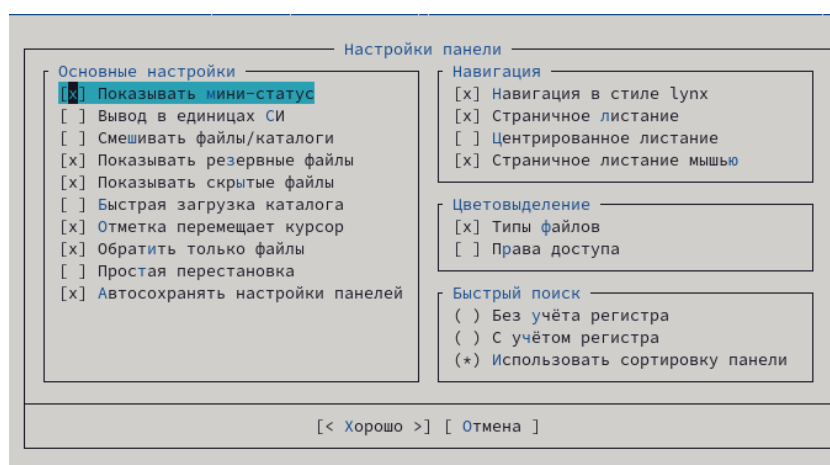 Настройки панели
Основные настройки
[x] Показывать мини-статус
[ ] Вывод в единицах СИ
[ ] Смешивать файлы/каталоги
[x] Показывать резервные файлы
[x] Показывать скрытые файлы
[ ] Быстрая загрузка каталога
[x] Отметка перемещает курсор
[x] Обратить только файлы
[ ] Простая перестановка
[x] Автосохранять настройки панелей
Навигация
[x] Навигация в стиле lynx
[x] Страничное листание
[ ] Центрированное листание
[x] Страничное листание мышью
Цветовыделение
[x] Типы файлов
[ ] Права доступа
Быстрый поиск
( ) Без учёта регистра
( ) С учётом регистра
(*) Использовать сортировку панели
[< Хорошо >] [ Отмена ]